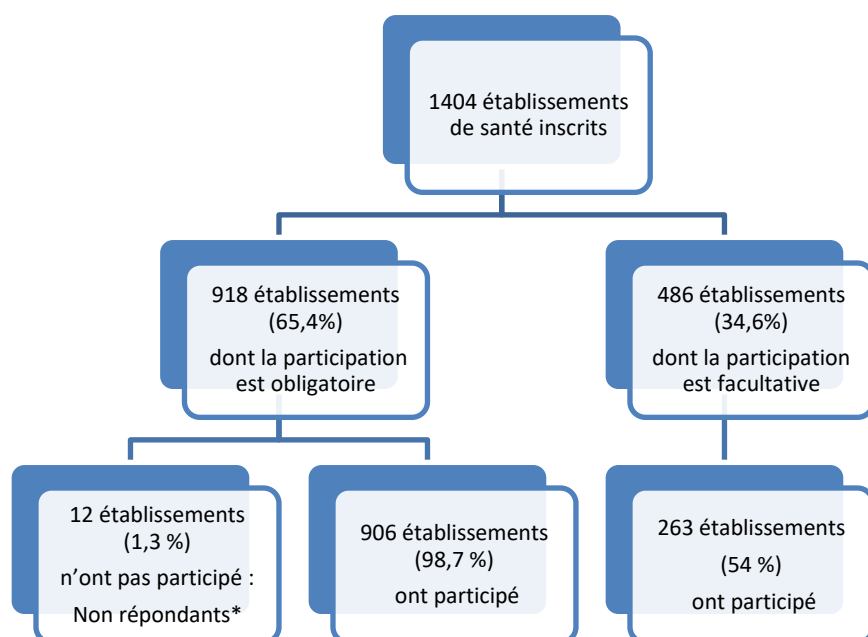 1404 établissements
de santé inscrits
918 établissements
(65,4%)
dont la participation
est obligatoire
486 établissements
(34,6%)
dont la participation
est facultative
12 établissements
(1,3 %)
n’ont pas participé :
Non répondants*
906 établissements
(98,7 %)
ont participé
263 établissements
(54 %)
ont participé